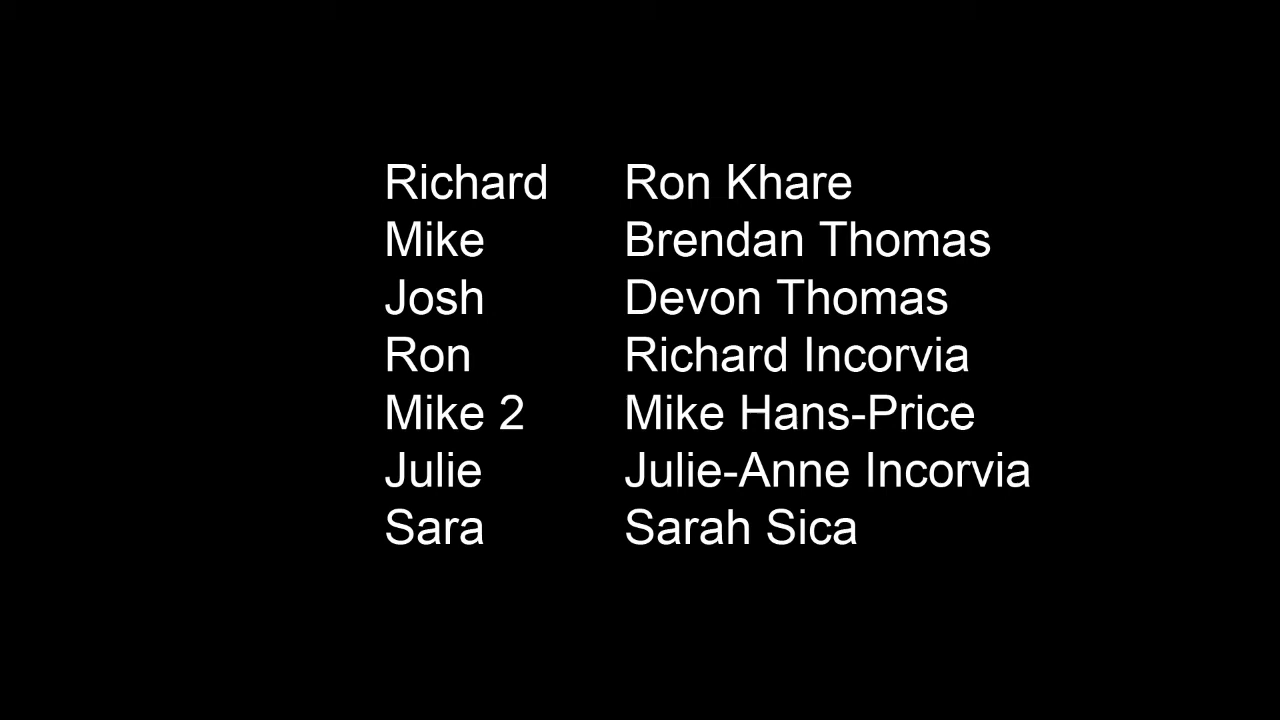 Richard Ron Khare
Mike Brendan Thomas
Josh Devon Thomas
Ron Richard Incorvia
Mike 2 Mike Hans-Price
Julie Julie-Anne Incorvia
Sara Sarah Sica